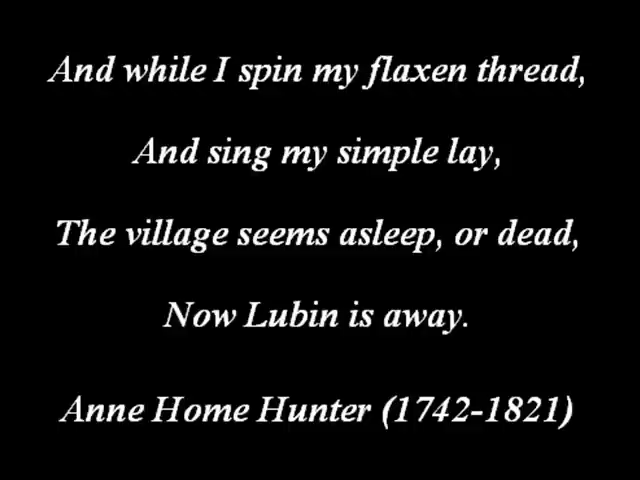 And while I spin my flaxen thread,
And sing my simple lay,
The village seems asleep, or dead,
Now Lubin is away.
Anne Home Hunter (1742-1821)